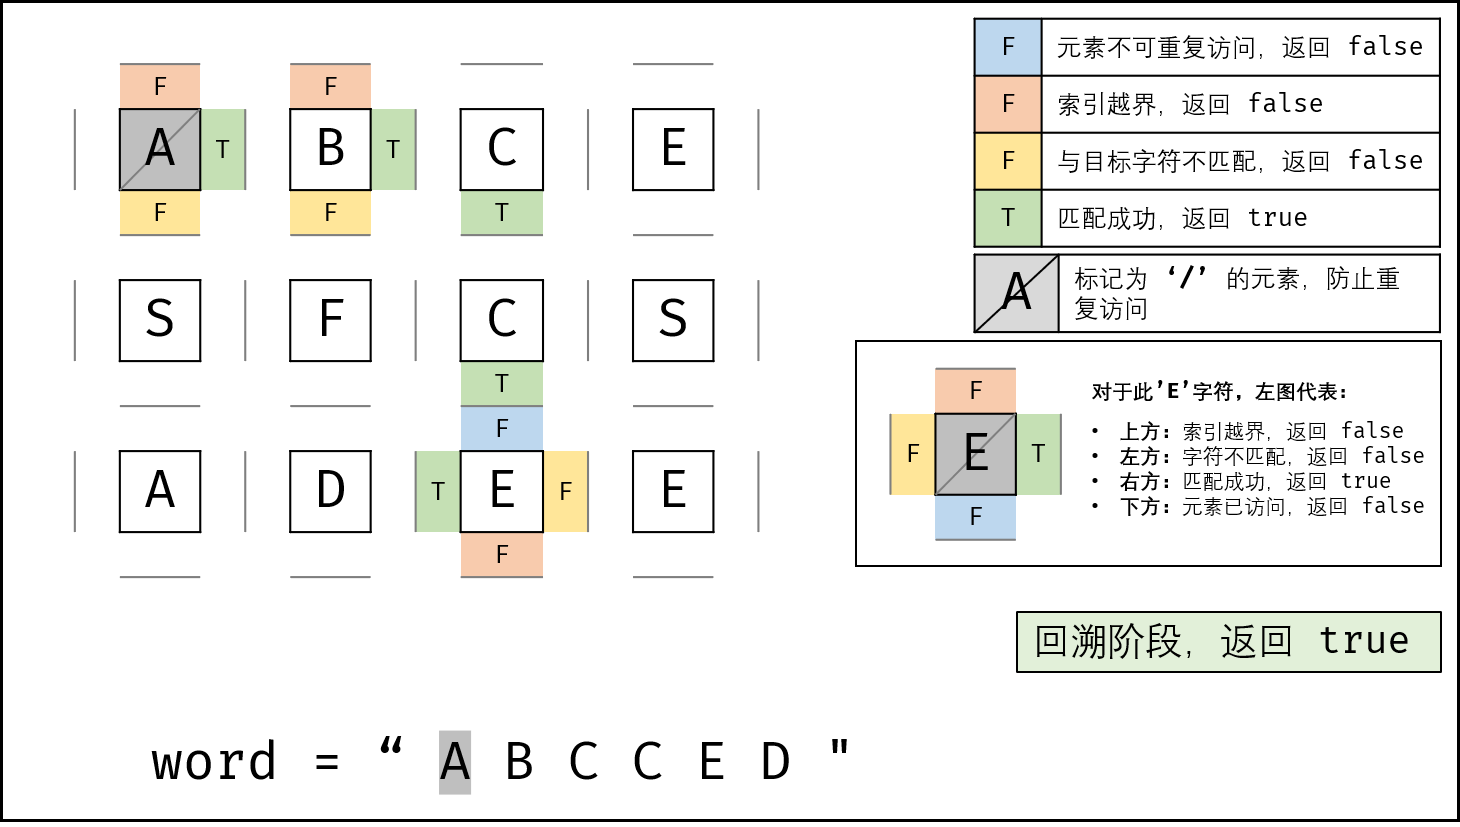 F F
A T B T C E
F F T
S F C S
T
F
A D T E F E
F
word = “ A B C C E D "
F 元素不可重复访问, 返回 false
F 索引越界, 返回 false
F 与目标字符不匹配, 返回 false
T 匹配成功, 返回 true
A 标记为 ‘/’ 的元素, 防止重
复访问
F
F E T
F
对于此’E’字符, 左图代表:
• 上方: 索引越界, 返回 false
• 左方: 字符不匹配, 返回 false
• 右方: 匹配成功, 返回 true
• 下方: 元素已访问, 返回 false
回溯阶段, 返回 true